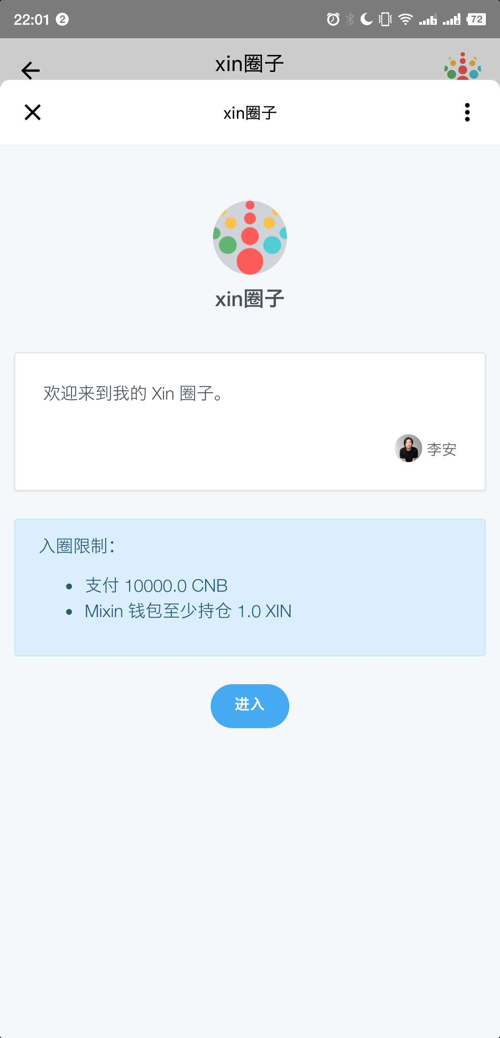 22:01 2
72
xin圈子
xin圈子
xin圈子
欢迎来到我的 Xin 圈子。
李安
入圈限制：
• 支付 10000.0 CNB
• Mixin 钱包至少持仓 1.0 XIN
进入